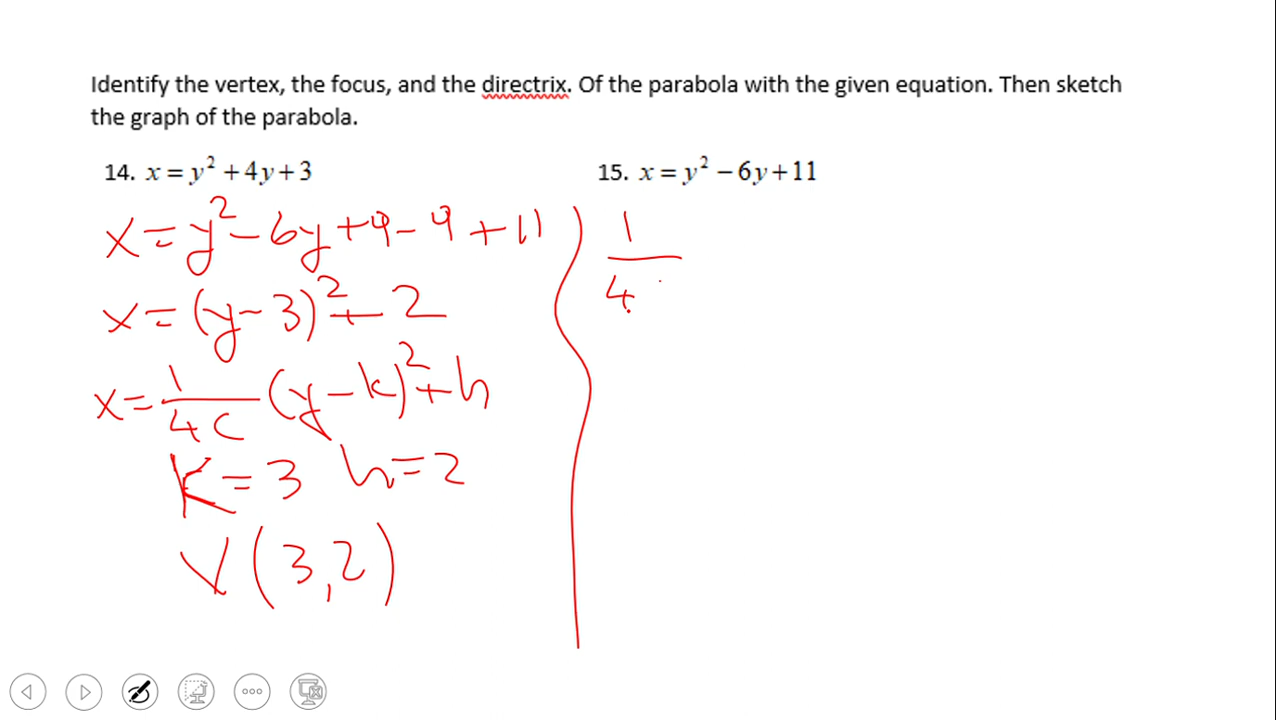 Identify the vertex, the focus, and the directrix. Of the parabola with the given equation. Then sketch
the graph of the parabola.
14. x = y² + 4y + 3
15. x = y² − 6y + 11
x = y² − 6y + 9 − 9 + 11
x = (y − 3)² + 2
x = 1/4c (y − k)² + h
K = 3 h = 2
V (3,2)
1/4